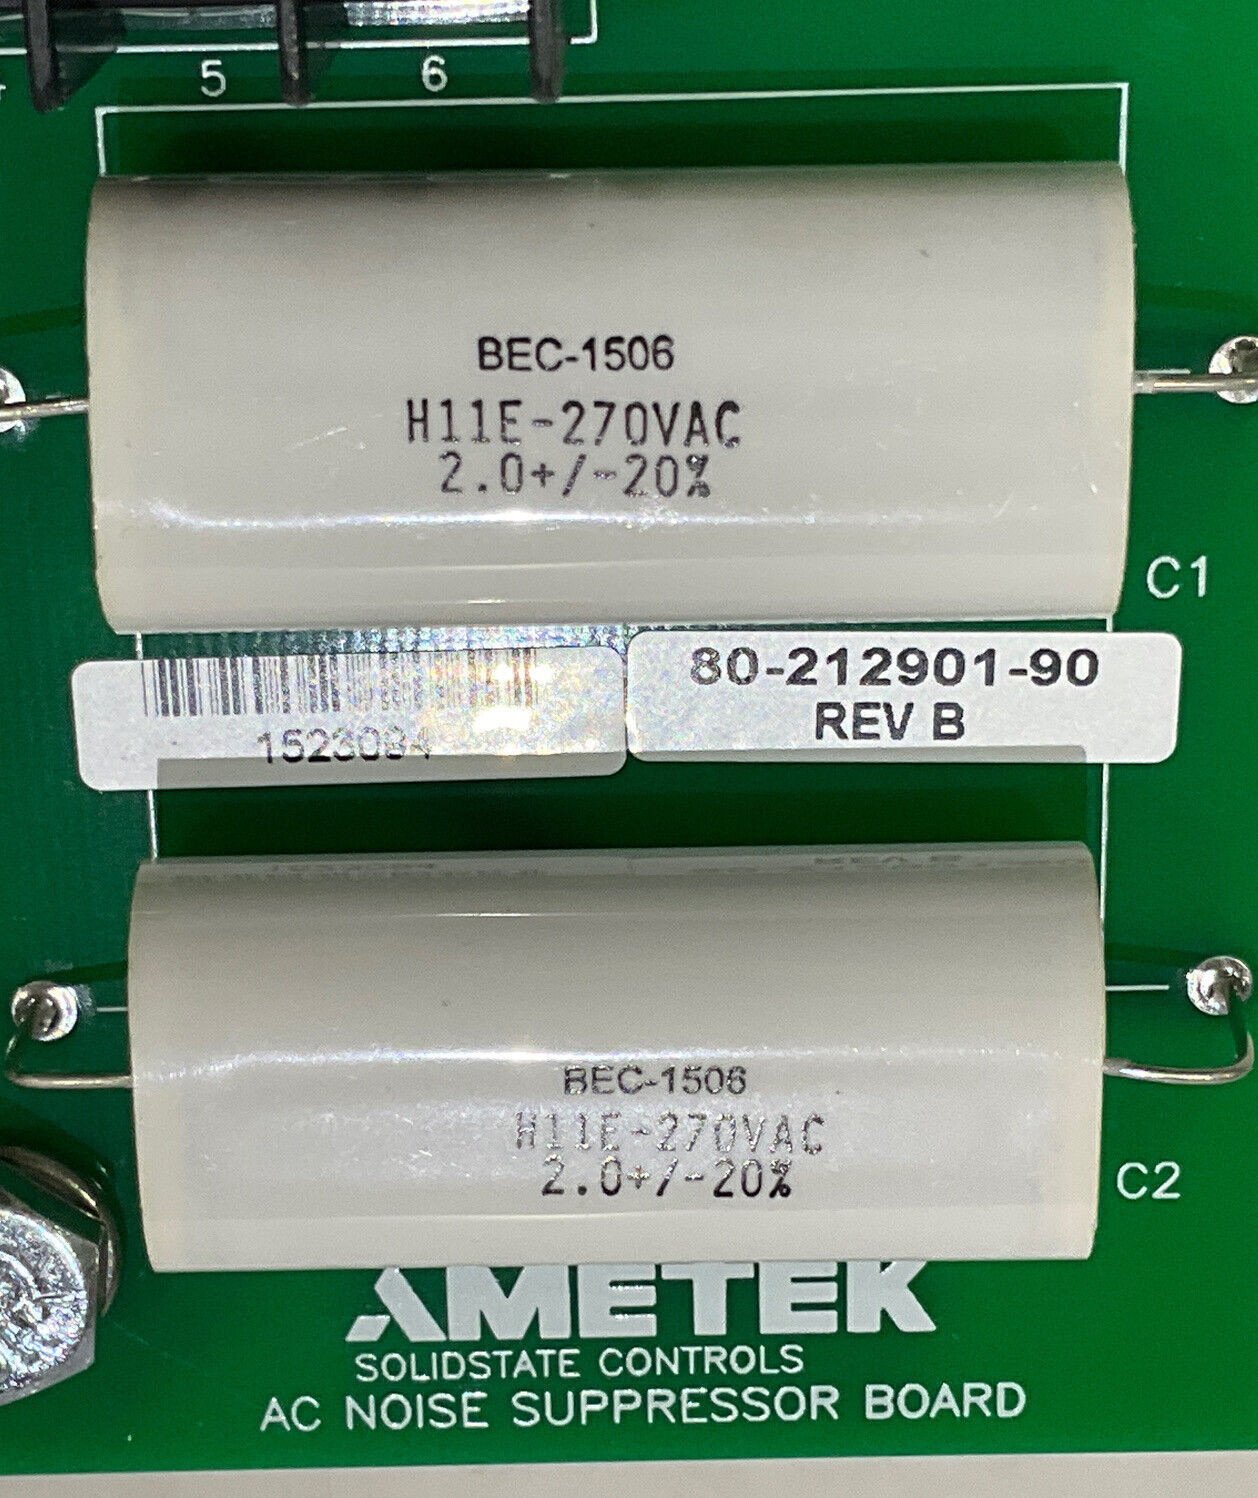 5 6
BEC-1506
H11E-270VAC
2.0+/-20%
C1
80-212901-90
REV B
1523094
BEC-1506
H11E-270VAC
2.0+/-20%
C2
AMETEK
SOLIDSTATE CONTROLS
AC NOISE SUPPRESSOR BOARD